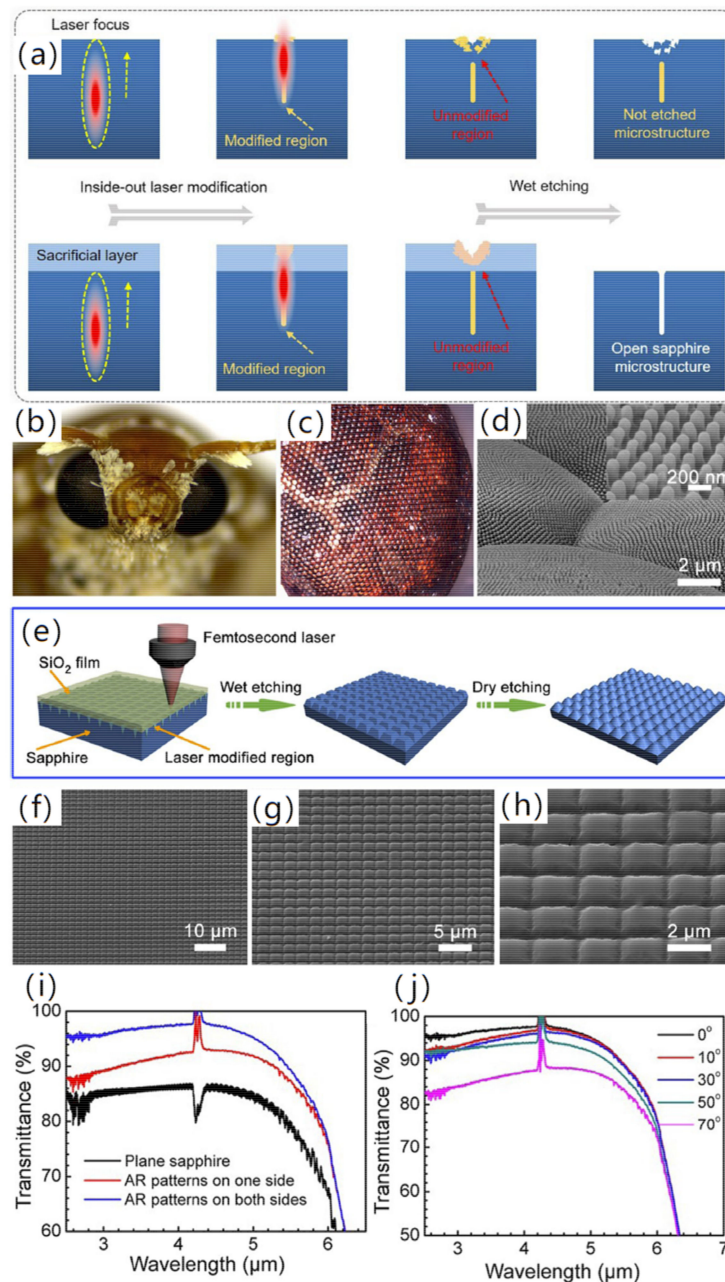 (a)
Laser focus
Modified region
Unmodified
region
Not etched
microstructure
Inside-out laser modification
Wet etching
Sacrificial layer
Modified region
Unmodified
region
Open sapphire
microstructure
(b)
(c)
(d)
200 nm
2 μm
(e)
Femtosecond laser
SiO2 film
Wet etching
Dry etching
Sapphire
Laser modified region
(f)
10 μm
(g)
5 μm
(h)
2 μm
(i)
Transmittance (%)
100
90
80
70
60
Plane sapphire
AR patterns on one side
AR patterns on both sides
3 4 5 6
Wavelength (μm)
(j)
Transmittance (%)
100
90
80
70
60
50
0°
10°
30°
50°
70°
3 4 5 6 7
Wavelength (μm)